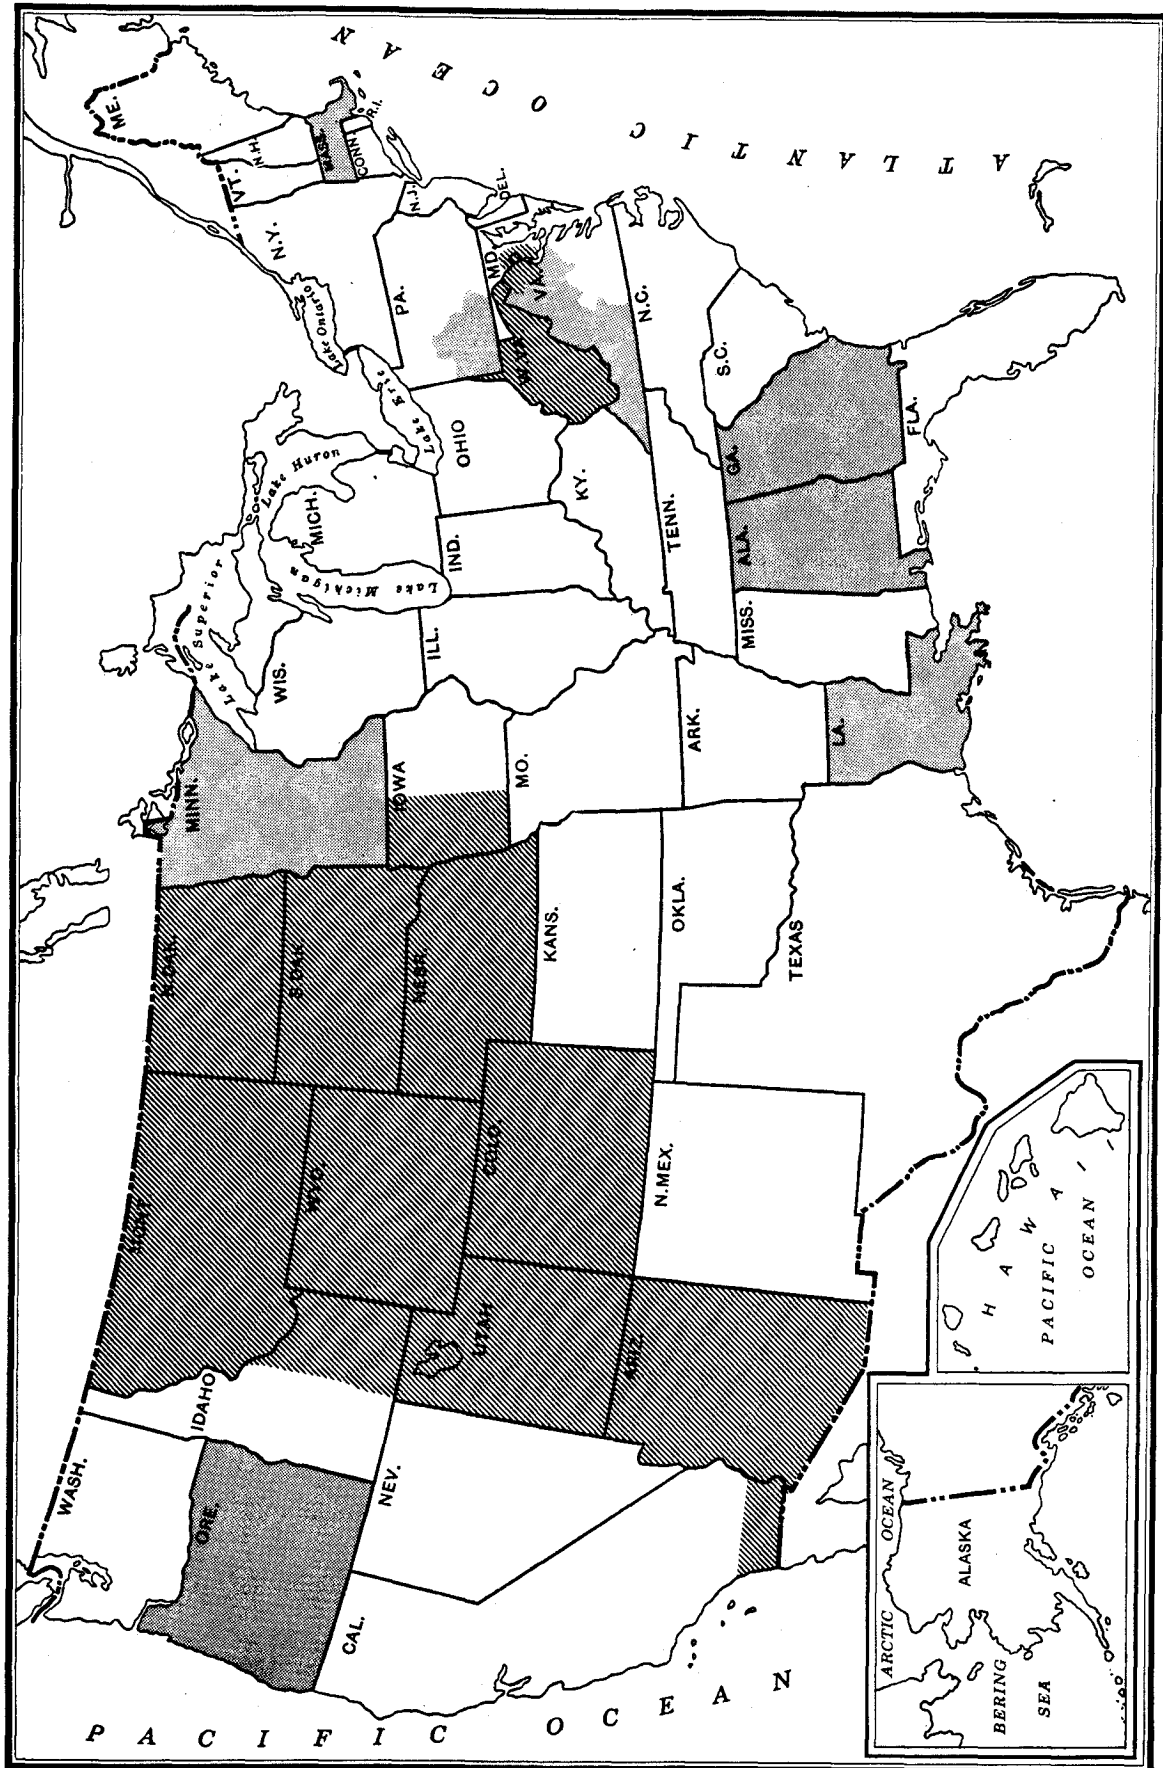 WASH.
ORE.
CAL.
NEV.
IDAHO
MONT.
WYO.
UTAH
COLO.
ARIZ.
N.MEX.
N.DAK.
S.DAK.
NEBR.
KANS.
OKLA.
TEXAS
MINN.
IOWA
MO.
ARK.
LA.
WIS.
ILL.
MISS.
MICH.
IND.
OHIO
KY.
TENN.
ALA.
GA.
FLA.
S.C.
N.C.
VA.
W.VA.
MD.
DEL.
PA.
N.J.
N.Y.
CONN.
R.I.
MASS.
VT.
N.H.
ME.
Lake Superior
Lake Michigan
Lake Huron
Lake Erie
Lake Ontario
PACIFIC OCEAN
ATLANTIC OCEAN
ARCTIC OCEAN
ALASKA
BERING
SEA
HAWAI
PACIFIC
OCEAN